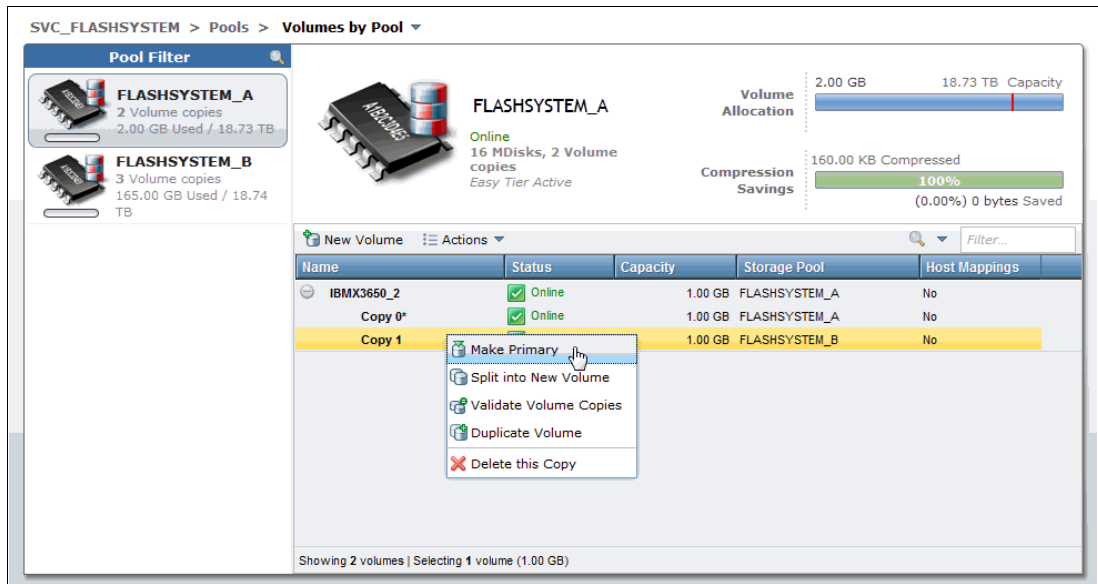 SVC_FLASHSYSTEM > Pools > Volumes by Pool
Pool Filter
FLASHSYSTEM_A
2 Volume copies
2.00 GB Used / 18.73 TB
FLASHSYSTEM_B
3 Volume copies
165.00 GB Used / 18.74
TB
A1B2C3D4E5
FLASHSYSTEM_A
Online
16 MDisks, 2 Volume
copies
Easy Tier Active
Volume
Allocation
2.00 GB 18.73 TB Capacity
Compression
Savings
160.00 KB Compressed
100%
(0.00%) 0 bytes Saved
New Volume Actions Filter...
Name Status Capacity Storage Pool Host Mappings
IBMX3650_2 Online 1.00 GB FLASHSYSTEM_A No
Copy 0* Online 1.00 GB FLASHSYSTEM_A No
Copy 1 1.00 GB FLASHSYSTEM_B No
Make Primary
Split into New Volume
Validate Volume Copies
Duplicate Volume
Delete this Copy
Showing 2 volumes | Selecting 1 volume (1.00 GB)